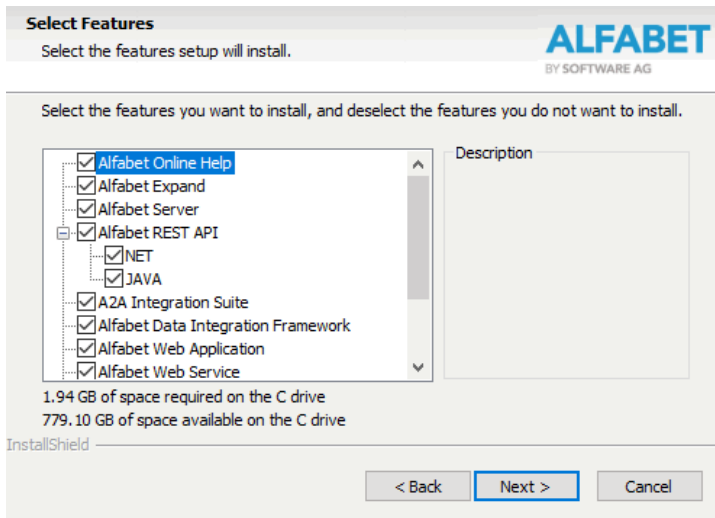 Select Features
Select the features setup will install.
ALFABET
BY SOFTWARE AG
Select the features you want to install, and deselect the features you do not want to install.
Alfabet Online Help
Alfabet Expand
Alfabet Server
Alfabet REST API
NET
JAVA
A2A Integration Suite
Alfabet Data Integration Framework
Alfabet Web Application
Alfabet Web Service
Description
1.94 GB of space required on the C drive
779.10 GB of space available on the C drive
InstallShield
< Back
Next >
Cancel